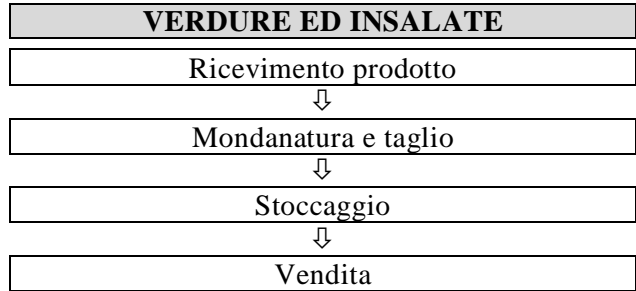 VERDURE ED INSALATE
Ricevimento prodotto
⇩
Mondanatura e taglio
⇩
Stoccaggio
⇩
Vendita